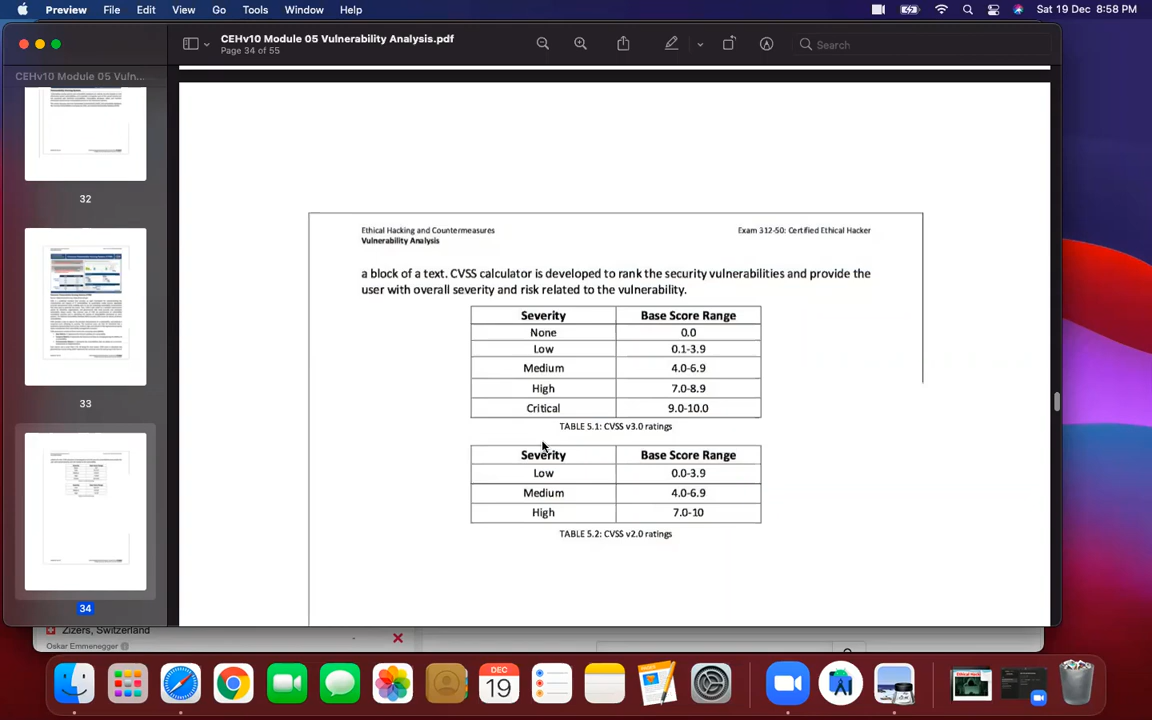 Preview File Edit View Go Tools Window Help Sat 19 Dec 8:58 PM
CEHv10 Module 05 Vulnerability Analysis.pdf
Page 34 of 55
Search
CEHv10 Module 05 Vuln...
32
33
34
Ethical Hacking and Countermeasures Exam 312-50: Certified Ethical Hacker
Vulnerability Analysis
a block of a text. CVSS calculator is developed to rank the security vulnerabilities and provide the
user with overall severity and risk related to the vulnerability.
Severity Base Score Range
None 0.0
Low 0.1-3.9
Medium 4.0-6.9
High 7.0-8.9
Critical 9.0-10.0
TABLE 5.1: CVSS v3.0 ratings
Severity Base Score Range
Low 0.0-3.9
Medium 4.0-6.9
High 7.0-10
TABLE 5.2: CVSS v2.0 ratings
Zizers, Switzerland
Oskar Emmenegger
DEC
19